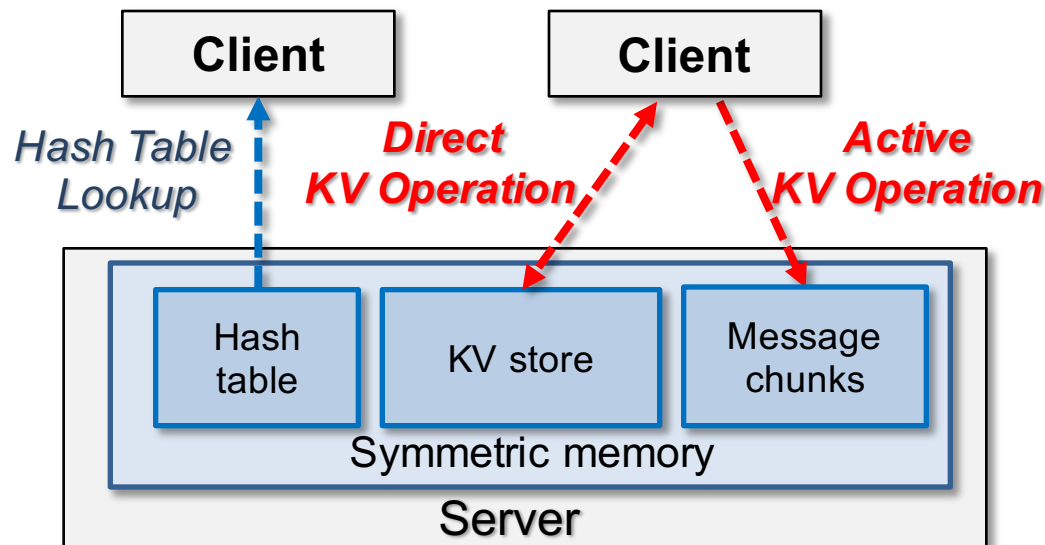 Client
Client
Hash Table
Lookup
Direct
KV Operation
Active
KV Operation
Hash
table
KV store
Message
chunks
Symmetric memory
Server